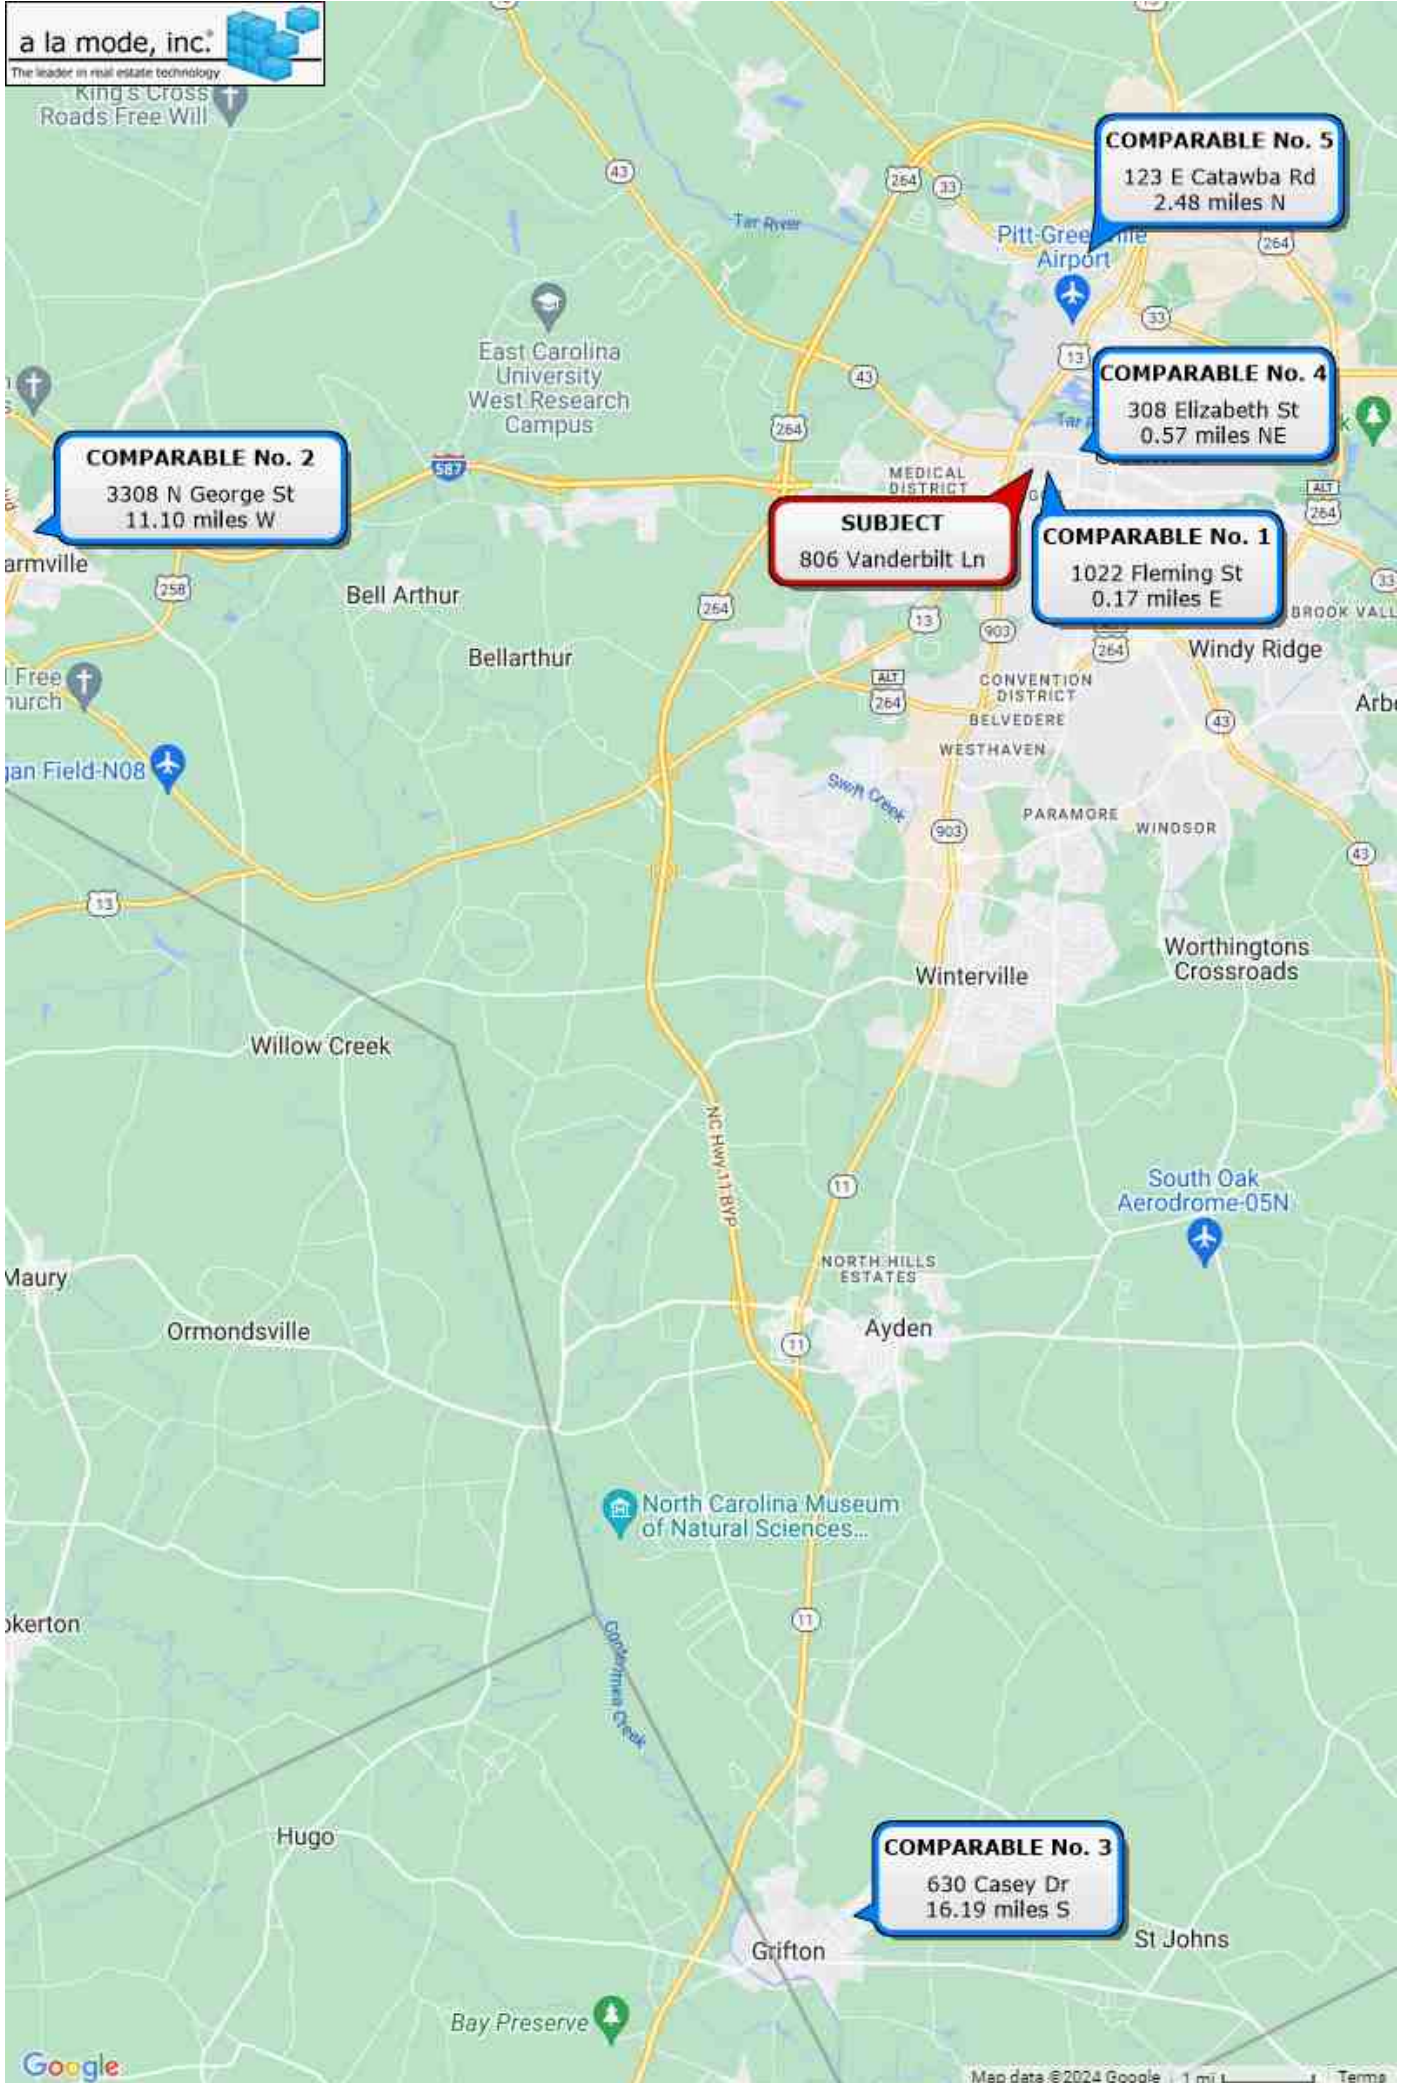 a la mode, inc.
The leader in real estate technology
King's Cross
Roads Free Will
43
264
33
COMPARABLE No. 5
123 E Catawba Rd
2.48 miles N
Tar River
Pitt-Greenville
Airport
264
33
East Carolina
University
West Research
Campus
13
43
COMPARABLE No. 4
308 Elizabeth St
0.57 miles NE
264
COMPARABLE No. 2
3308 N George St
11.10 miles W
587
MEDICAL
DISTRICT
ALT
264
SUBJECT
806 Vanderbilt Ln
COMPARABLE No. 1
1022 Fleming St
0.17 miles E
armville
258
Bell Arthur
264
13
33
903
BROOK VALL
264
Windy Ridge
Bellarthur
l Free
hurch
ALT
264
CONVENTION
DISTRICT
BELVEDERE
Arb
43
WESTHAVEN
gan Field-N08
Swift Creek
PARAMORE
WINDSOR
903
43
13
Worthingtons
Crossroads
Winterville
Willow Creek
NC Hwy 11 BYP
11
South Oak
Aerodrome-05N
NORTH HILLS
ESTATES
Maury
Ormondsville
Ayden
11
North Carolina Museum
of Natural Sciences...
11
okerton
Contentnea Creek
Hugo
COMPARABLE No. 3
630 Casey Dr
16.19 miles S
St Johns
Grifton
Bay Preserve
Google
Map data ©2024 Google
1 mi
Terms